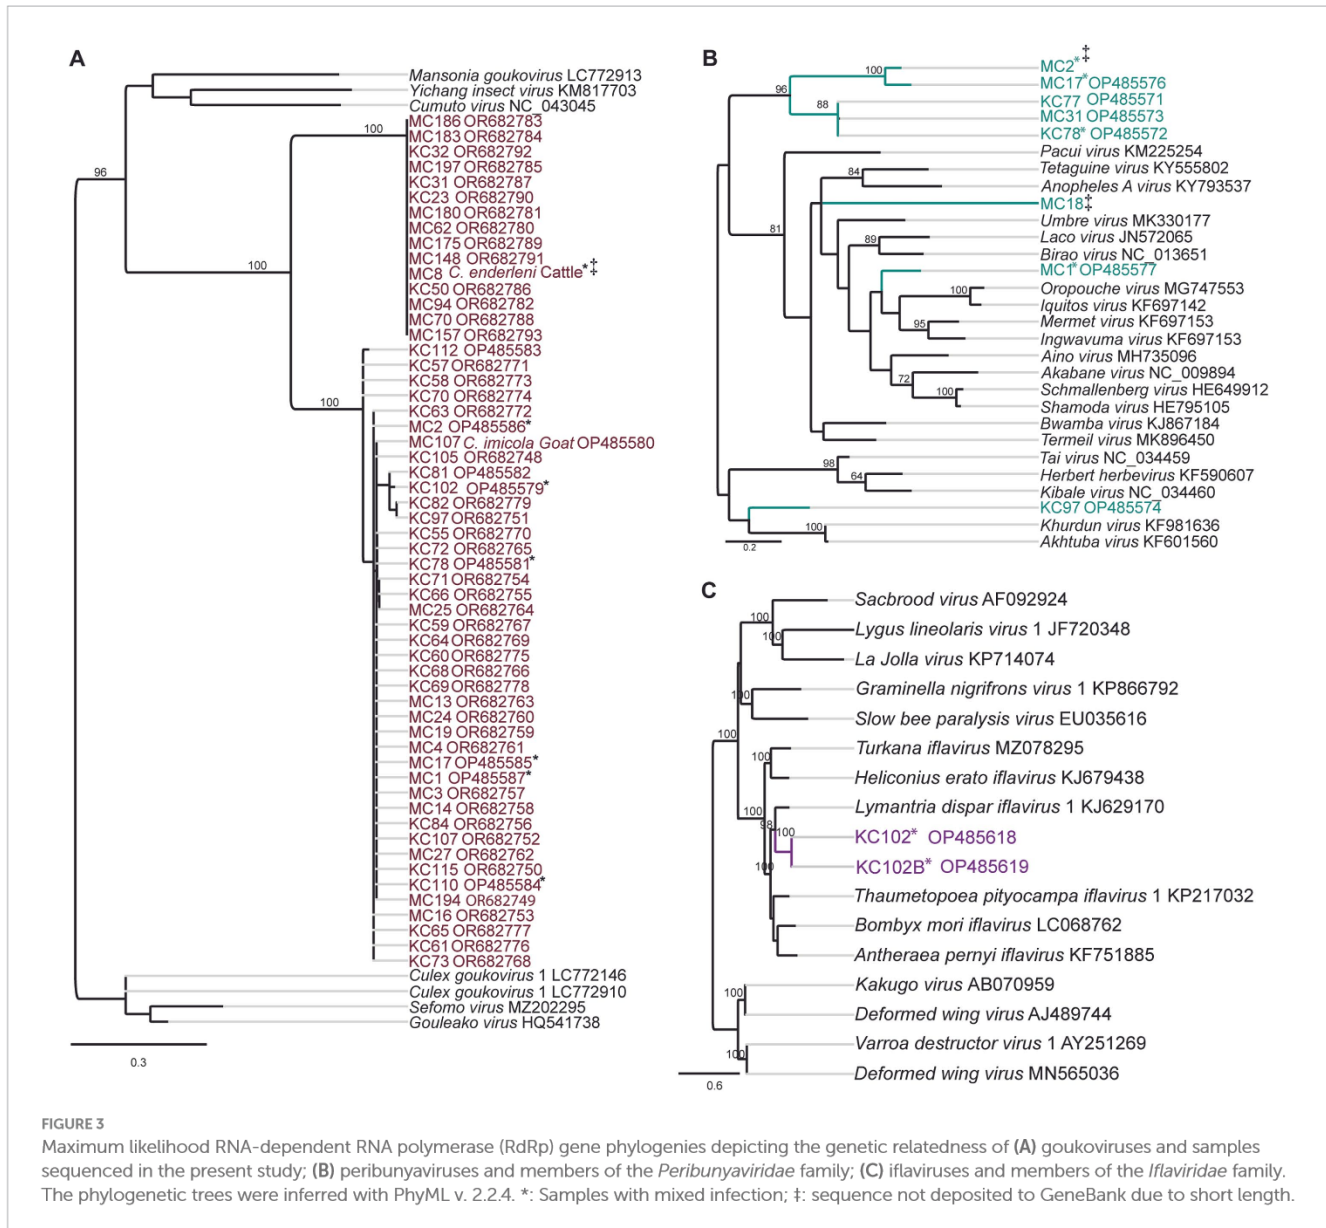 A
96
100
100
100
Mansonia goukovirus LC772913
Yichang insect virus KM817703
Cumuto virus NC_043045
MC186 OR682783
MC183 OR682784
KC32 OR682792
MC197 OR682785
KC31 OR682787
KC23 OR682790
MC180 OR682781
MC62 OR682780
MC175 OR682789
MC148 OR682791
MC8 C. enderleni Cattle*‡
KC50 OR682786
MC94 OR682782
MC70 OR682788
MC157 OR682793
KC112 OP485583
KC57 OR682771
KC58 OR682773
KC70 OR682774
KC63 OR682772
MC2 OP485586*
MC107 C. imicola Goat OP485580
KC105 OR682748
KC81 OP485582
KC102 OP485579*
KC82 OR682779
KC97 OR682751
KC55 OR682770
KC72 OR682765
KC78 OP485581*
KC71 OR682754
KC66 OR682755
MC25 OR682764
KC59 OR682767
KC64 OR682769
KC60 OR682775
KC68 OR682766
KC69 OR682778
MC13 OR682763
MC24 OR682760
MC19 OR682759
MC4 OR682761
MC17 OP485585*
MC1 OP485587*
MC3 OR682757
MC14 OR682758
KC84 OR682756
KC107 OR682752
MC27 OR682762
KC115 OR682750
KC110 OP485584*
MC194 OR682749
MC16 OR682753
KC65 OR682777
KC61 OR682776
KC73 OR682768
Culex goukovirus 1 LC772146
Culex goukovirus 1 LC772910
Sefomo virus MZ202295
Gouleako virus HQ541738
0.3
B
96
100
88
84
81
89
100
95
72
100
98
64
100
MC2*‡
MC17* OP485576
KC77 OP485571
MC31 OP485573
KC78* OP485572
Pacui virus KM225254
Tetaguine virus KY555802
Anopheles A virus KY793537
MC18‡
Umbre virus MK330177
Laco virus JN572065
Birao virus NC_013651
MC1* OP485577
Oropouche virus MG747553
Iquitos virus KF697142
Mermet virus KF697153
Ingwavuma virus KF697153
Aino virus MH735096
Akabane virus NC_009894
Schmallenberg virus HE649912
Shamoda virus HE795105
Bwamba virus KJ867184
Termeil virus MK896450
Tai virus NC_034459
Herbert herbevirus KF590607
Kibale virus NC_034460
KC97 OP485574
Khurdun virus KF981636
Akhtuba virus KF601560
0.2
C
100
100
100
100
100
100
98
100
100
100
100
Sacbrood virus AF092924
Lygus lineolaris virus 1 JF720348
La Jolla virus KP714074
Graminella nigrifrons virus 1 KP866792
Slow bee paralysis virus EU035616
Turkana iflavirus MZ078295
Heliconius erato iflavirus KJ679438
Lymantria dispar iflavirus 1 KJ629170
KC102* OP485618
KC102B* OP485619
Thaumetopoea pityocampa iflavirus 1 KP217032
Bombyx mori iflavirus LC068762
Antheraea pernyi iflavirus KF751885
Kakugo virus AB070959
Deformed wing virus AJ489744
Varroa destructor virus 1 AY251269
Deformed wing virus MN565036
0.6
FIGURE 3
Maximum likelihood RNA-dependent RNA polymerase (RdRp) gene phylogenies depicting the genetic relatedness of (A) goukoviruses and samples
sequenced in the present study; (B) peribunyaviruses and members of the Peribunyaviridae family; (C) iflaviruses and members of the Iflaviridae family.
The phylogenetic trees were inferred with PhyML v. 2.2.4. *: Samples with mixed infection; ‡: sequence not deposited to GeneBank due to short length.